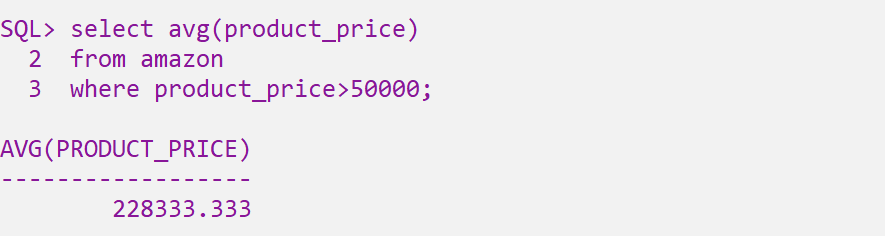 SQL> select avg(product_price)
  2  from amazon
  3  where product_price>50000;

AVG(PRODUCT_PRICE)
------------------
        228333.333